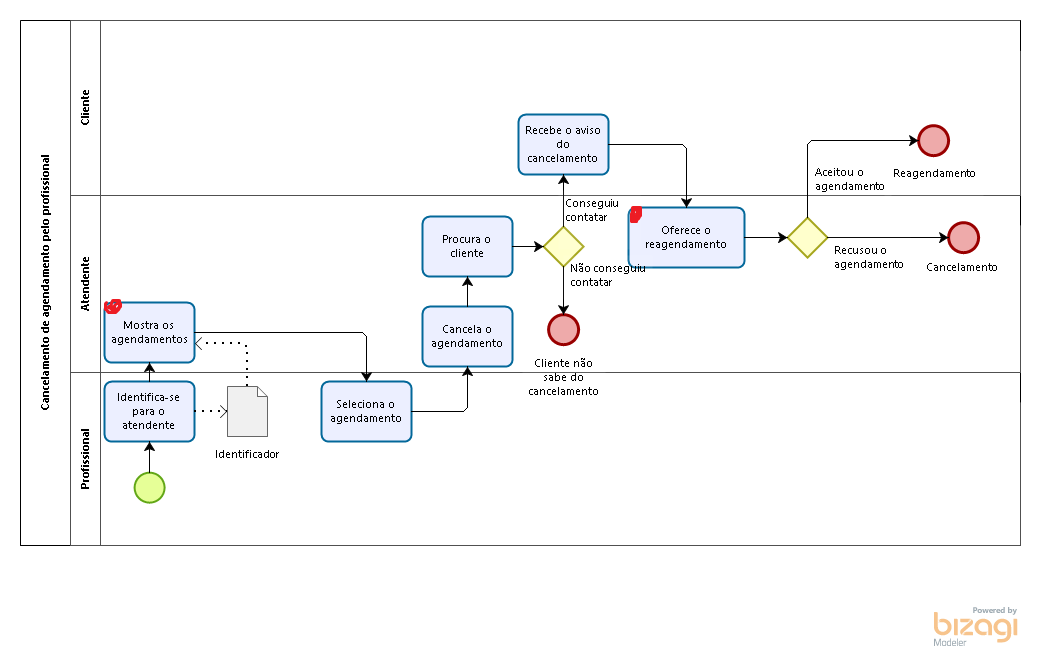 Cancelamento de agendamento pelo profissional
Cliente
Recebe o aviso
do
cancelamento
Aceitou o
agendamento
Reagendamento
Atendente
Conseguiu
contatar
Procura o
cliente
Oferece o
reagendamento
Recusou o
agendamento
Cancelamento
Não conseguiu
contatar
Mostra os
agendamentos
Cancela o
agendamento
Cliente não
sabe do
cancelamento
Profissional
Identifica-se
para o
atendente
Identificador
Seleciona o
agendamento
Powered by
bizagi
Modeler